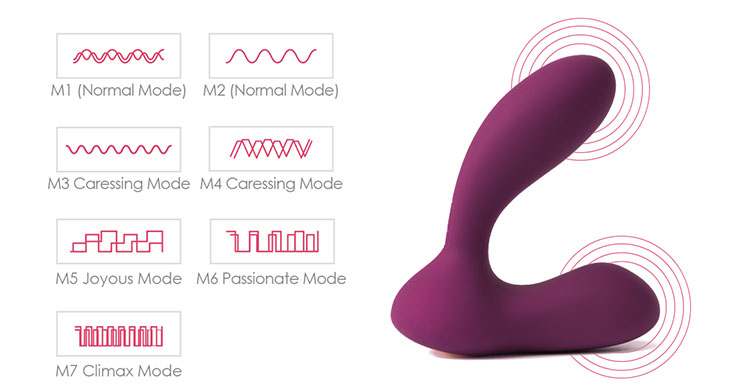 M1 (Normal Mode) M2 (Normal Mode)
M3 Caressing Mode M4 Caressing Mode
M5 Joyous Mode M6 Passionate Mode
M7 Climax Mode